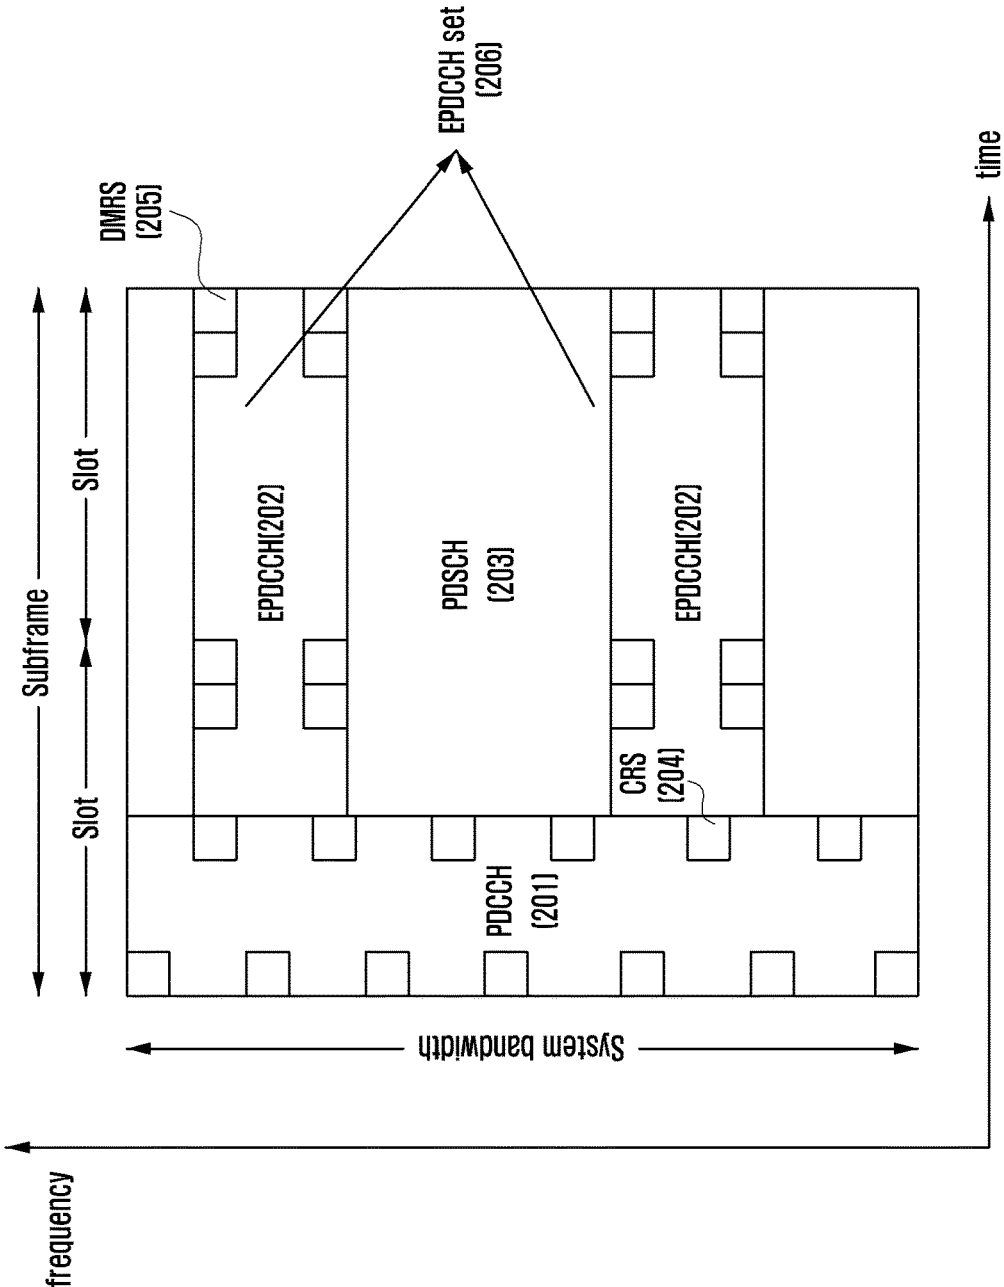 frequency
System bandwidth
Subframe
Slot
Slot
PDCCH
(201)
EPDCCH(202)
PDSCH
(203)
EPDCCH(202)
CRS
(204)
DMRS
(205)
EPDCCH set
(206)
time